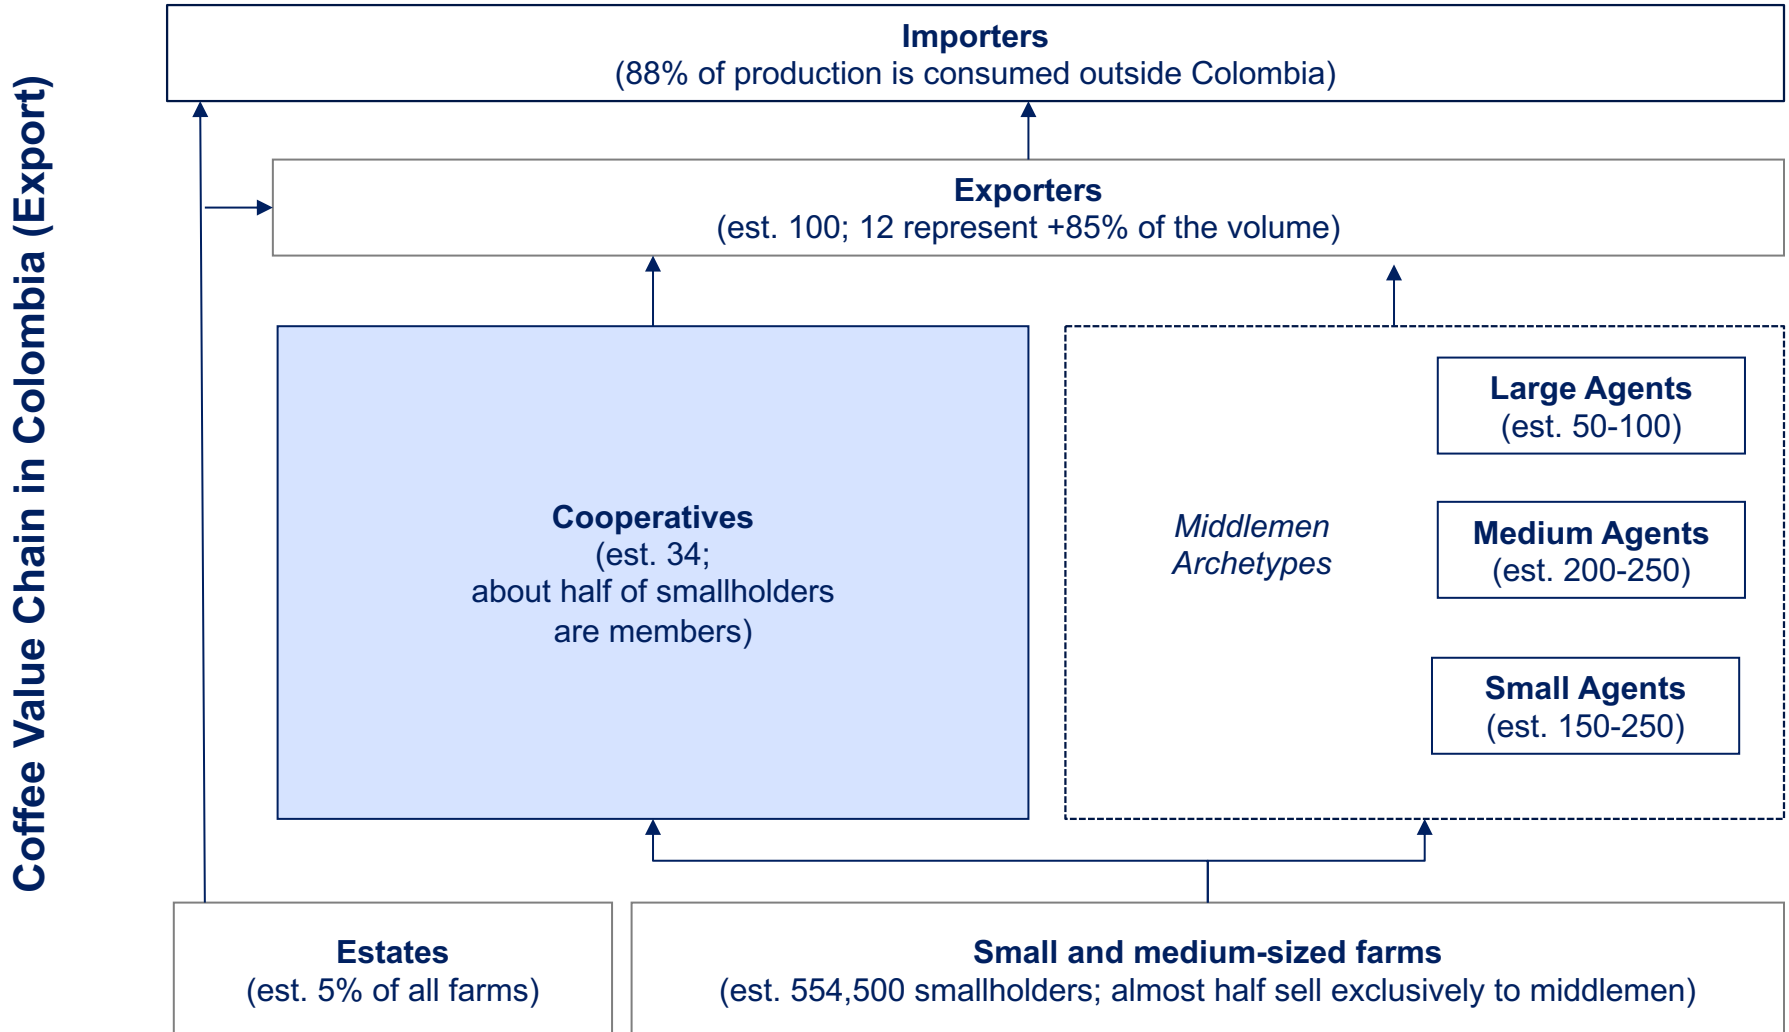 Coffee Value Chain in Colombia (Export)
Importers
(88% of production is consumed outside Colombia)
Exporters
(est. 100; 12 represent +85% of the volume)
Cooperatives
(est. 34;
about half of smallholders
are members)
Middlemen
Archetypes
Large Agents
(est. 50-100)
Medium Agents
(est. 200-250)
Small Agents
(est. 150-250)
Estates
(est. 5% of all farms)
Small and medium-sized farms
(est. 554,500 smallholders; almost half sell exclusively to middlemen)